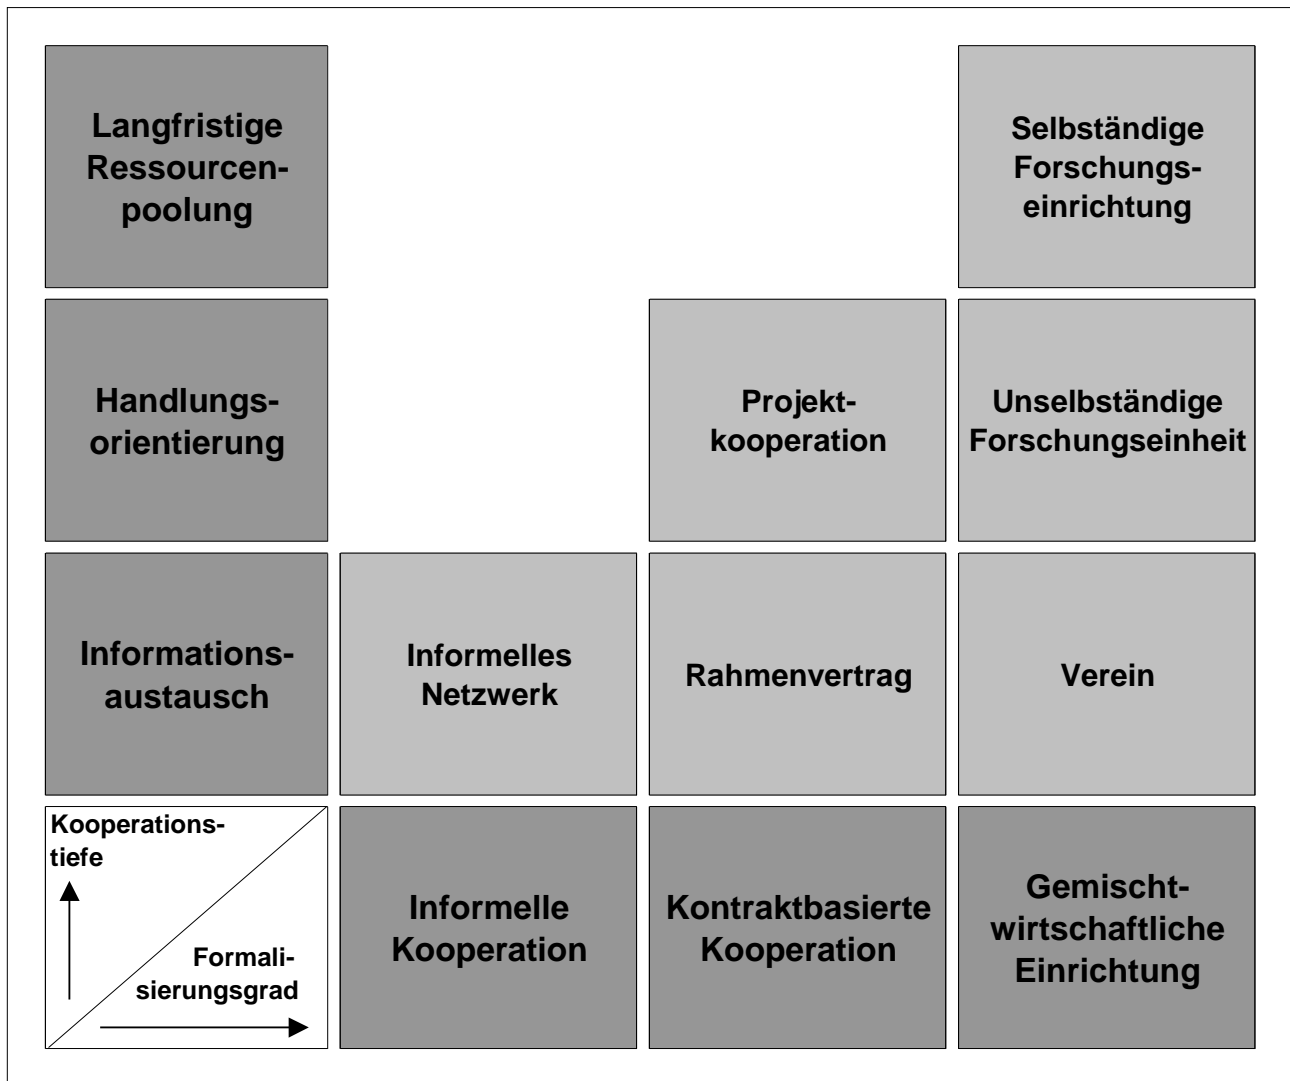 Langfristige
Ressourcen-
poolung
Selbständige
Forschungs-
einrichtung
Handlungs-
orientierung
Projekt-
kooperation
Unselbständige
Forschungseinheit
Informations-
austausch
Informelles
Netzwerk
Rahmenvertrag
Verein
Kooperations-
tiefe
Formali-
sierungsgrad
Informelle
Kooperation
Kontraktbasierte
Kooperation
Gemischt-
wirtschaftliche
Einrichtung